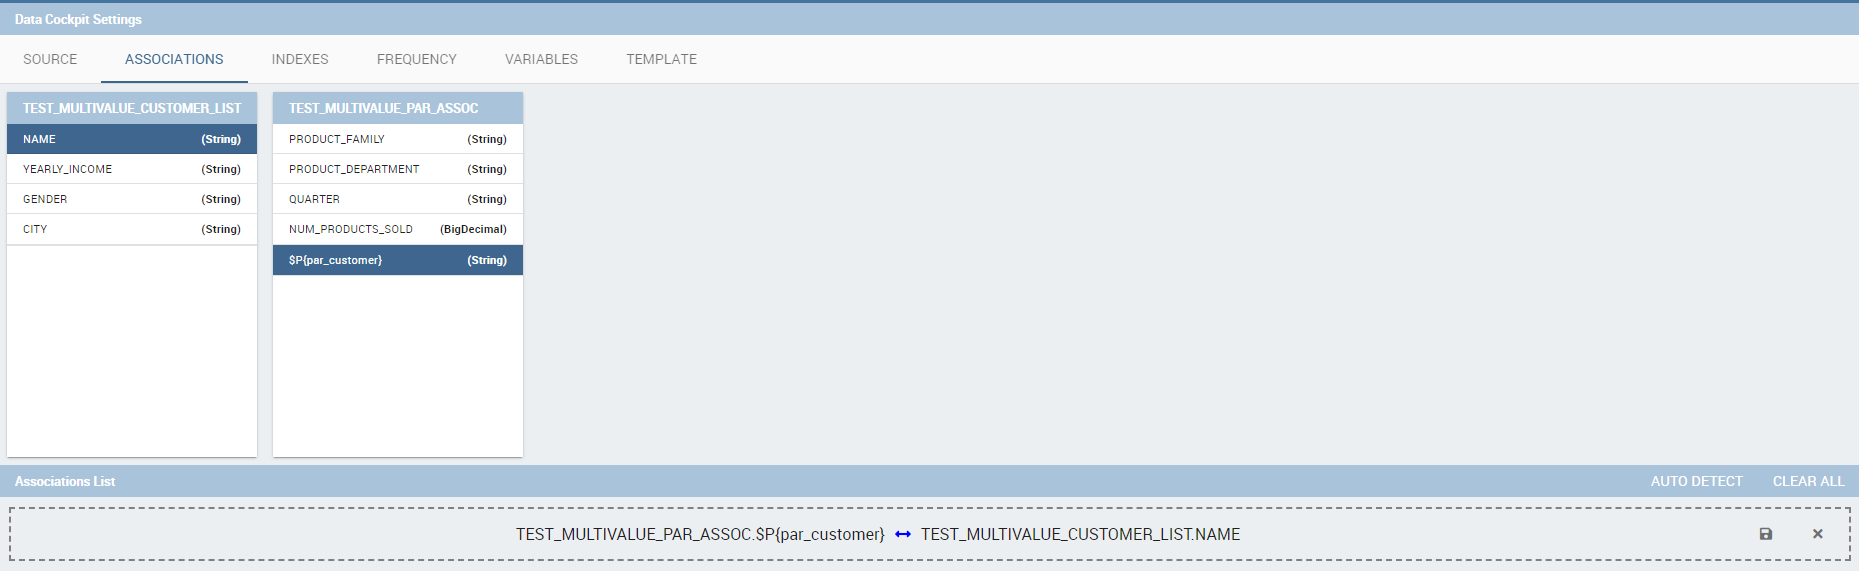 Data Cockpit Settings
SOURCE ASSOCIATIONS INDEXES FREQUENCY VARIABLES TEMPLATE
TEST_MULTIVALUE_CUSTOMER_LIST
NAME (String)
YEARLY_INCOME (String)
GENDER (String)
CITY (String)
TEST_MULTIVALUE_PAR_ASSOC
PRODUCT_FAMILY (String)
PRODUCT_DEPARTMENT (String)
QUARTER (String)
NUM_PRODUCTS_SOLD (BigDecimal)
$P{par_customer} (String)
Associations List AUTO DETECT CLEAR ALL
TEST_MULTIVALUE_PAR_ASSOC.$P{par_customer} ↔ TEST_MULTIVALUE_CUSTOMER_LIST.NAME